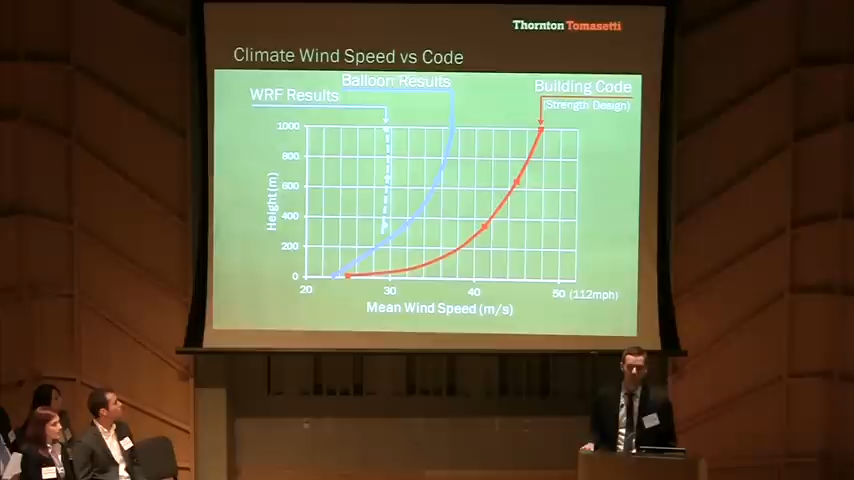 Thornton Tomasetti
Climate Wind Speed vs Code
Balloon Results
WRF Results
Building Code
(Strength Design)
1000
800
600
400
200
0
Height (m)
20
30
40
50 (112mph)
Mean Wind Speed (m/s)